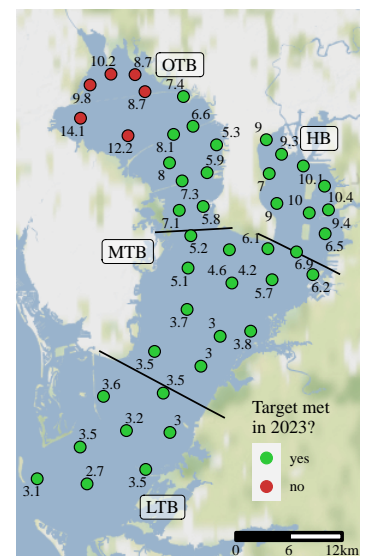 10.2 8.7
OTB
9.8 8.7 7.4
14.1 12.2 6.6
8.1 5.3
9 9.3 HB
8 5.9 7 10.1
7.3 9 10 10.4
7.1 5.8 9.4
MTB 5.2 6.1 6.5
5.1 4.6 4.2 6.9
5.7 6.2
3.7 3 3.8
3.5 3
3.6 3.5
Target met
in 2023?
yes
no
3.5 3.2 3
3.1 2.7 3.5
LTB
0 6 12km